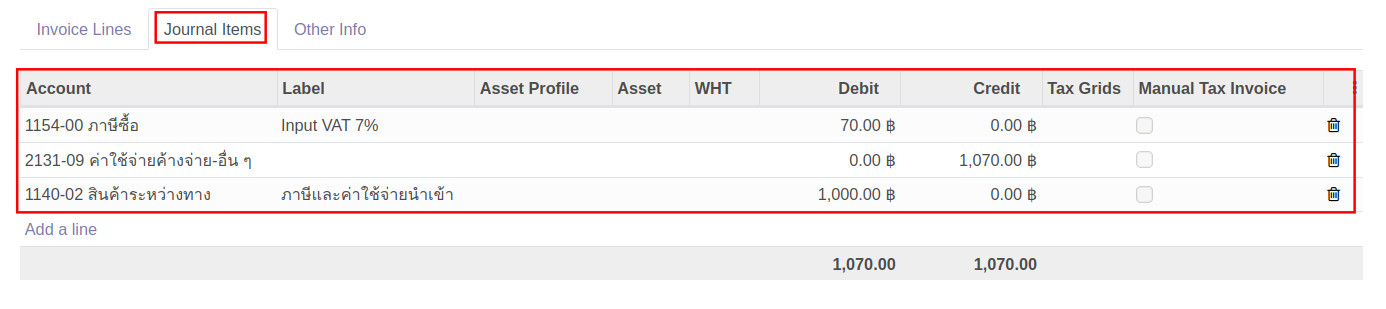 Invoice Lines Journal Items Other Info
Account Label Asset Profile Asset WHT Debit Credit Tax Grids Manual Tax Invoice
1154-00 ภาษีซื้อ Input VAT 7% 70.00 ฿ 0.00 ฿
2131-09 ค่าใช้จ่ายค้างจ่าย-อื่น ๆ 0.00 ฿ 1,070.00 ฿
1140-02 สินค้าระหว่างทาง ภาษีและค่าใช้จ่ายนำเข้า 1,000.00 ฿ 0.00 ฿
Add a line
1,070.00 1,070.00